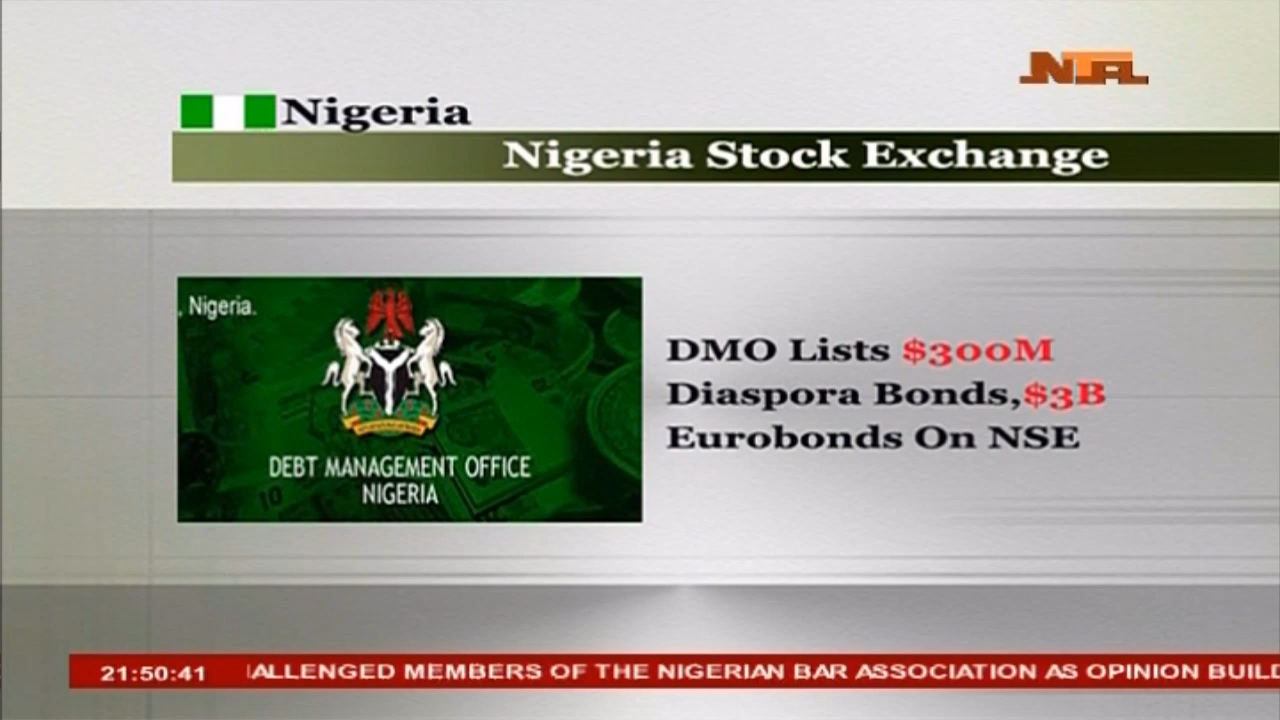 NTA
Nigeria
Nigeria Stock Exchange
, Nigeria.
DEBT MANAGEMENT OFFICE
NIGERIA
DMO Lists $300M
Diaspora Bonds,$3B
Eurobonds On NSE
21:50:41 ALLENGED MEMBERS OF THE NIGERIAN BAR ASSOCIATION AS OPINION BUILD